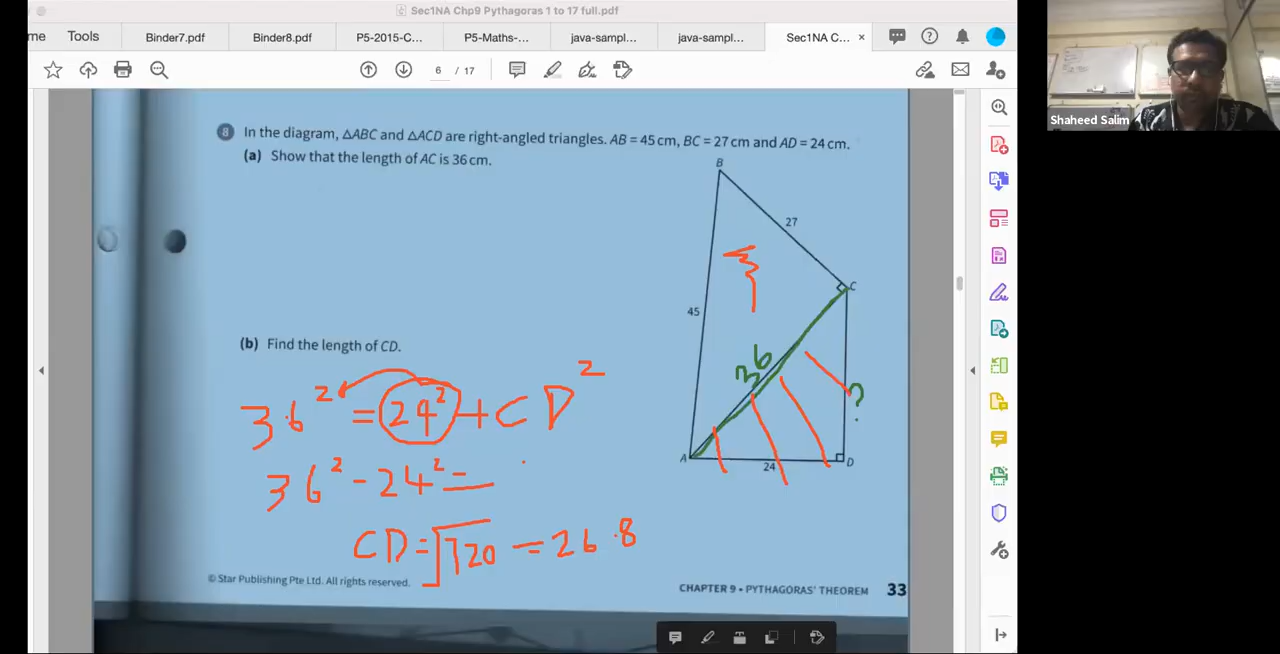 Sec1NA Chp9 Pythagoras 1 to 17 full.pdf
me Tools Binder7.pdf Binder8.pdf P5-2015-C... P5-Maths-... java-sampl... java-sampl... Sec1NA C... ×
6 / 17
Shaheed Salim
8 In the diagram, △ABC and △ACD are right-angled triangles. AB = 45 cm, BC = 27 cm and AD = 24 cm.
(a) Show that the length of AC is 36 cm.
B
27
C
45
36
?
A
24
D
(b) Find the length of CD.
36² = 24² + CD²
36² - 24² =
CD = √720 = 26.8
© Star Publishing Pte Ltd. All rights reserved.
CHAPTER 9 • PYTHAGORAS' THEOREM 33